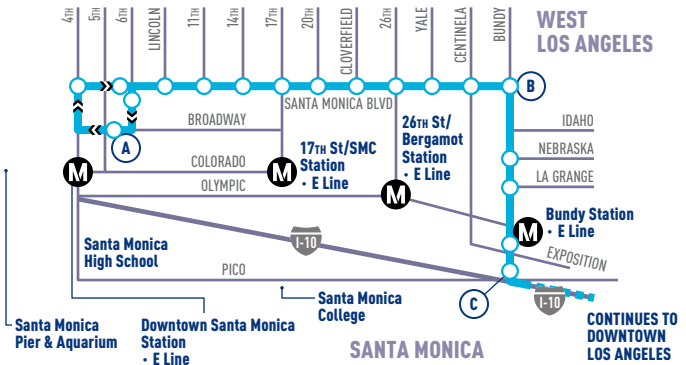 4TH
5TH
6TH
LINCOLN
11TH
14TH
17TH
20TH
CLOVERFIELD
26TH
YALE
CENTINELA
BUNDY
WEST
LOS ANGELES
B
SANTA MONICA BLVD
BROADWAY
A
IDAHO
NEBRASKA
LA GRANGE
COLORADO
OLYMPIC
17TH St/SMC
Station
· E Line
26TH St/
Bergamot
Station
· E Line
M
M
M
M
Bundy Station
· E Line
EXPOSITION
I-10
Santa Monica
High School
PICO
C
I-10
Santa Monica
College
Santa Monica
Pier & Aquarium
Downtown Santa Monica
Station
· E Line
SANTA MONICA
CONTINUES TO
DOWNTOWN
LOS ANGELES